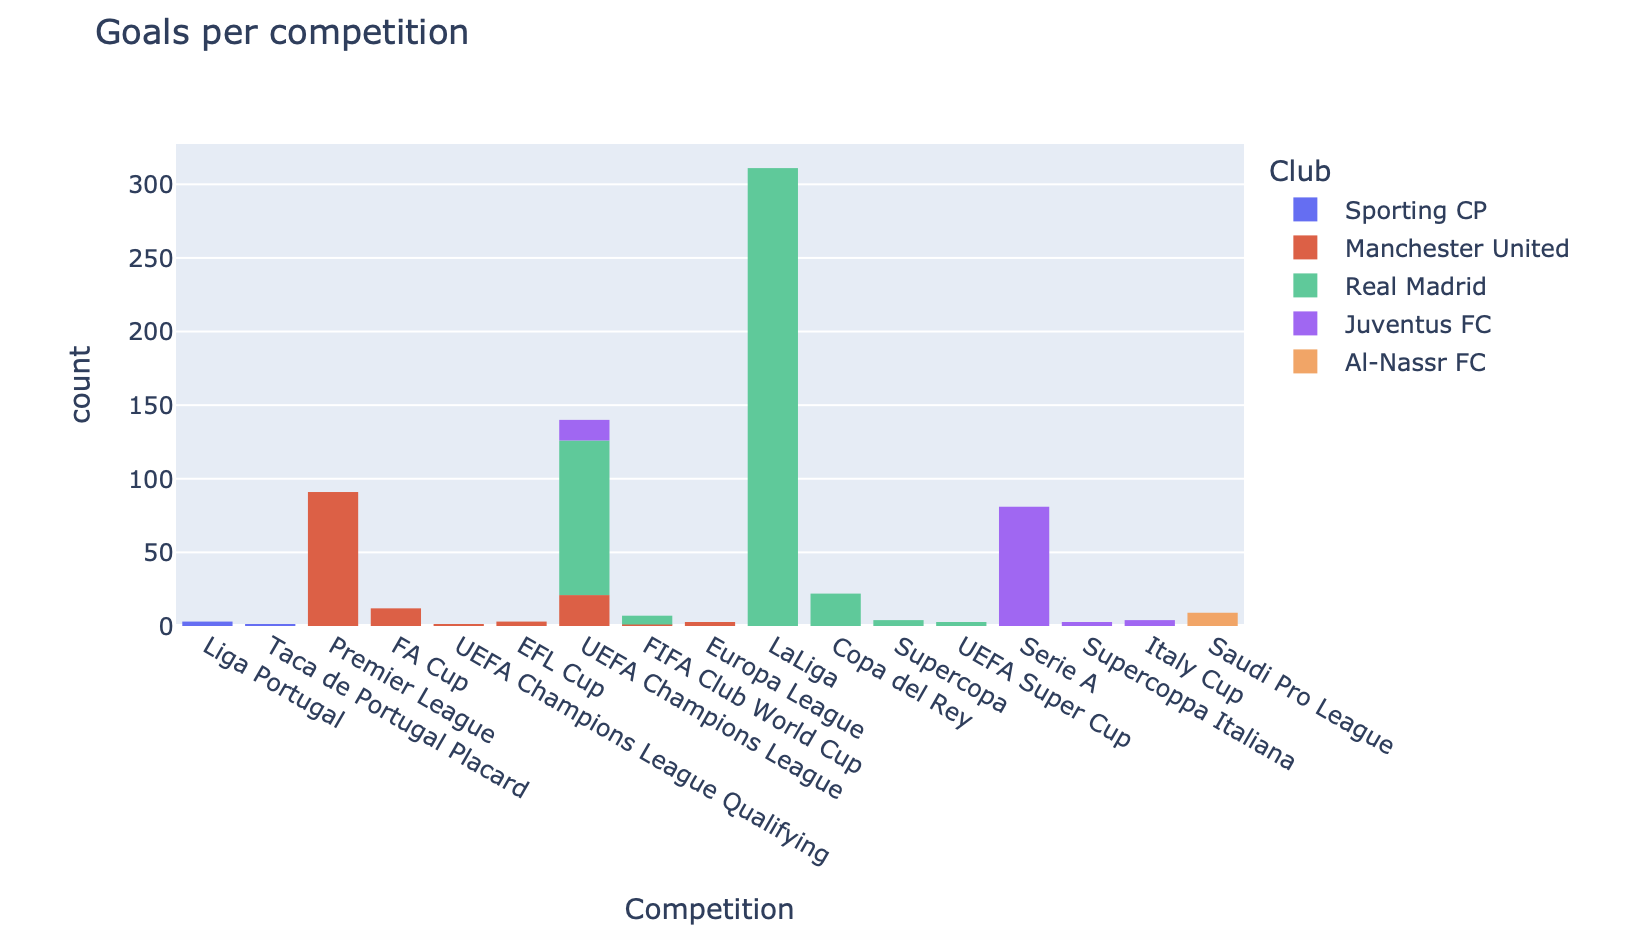 Goals per competition
Club
Sporting CP
Manchester United
Real Madrid
Juventus FC
Al-Nassr FC
count
300
250
200
150
100
50
0
Liga Portugal
Taca de Portugal Placard
Premier League
FA Cup
UEFA Champions League Qualifying
EFL Cup
UEFA Champions League
FIFA Club World Cup
Europa League
LaLiga
Copa del Rey
Supercopa
UEFA Super Cup
Serie A
Supercoppa Italiana
Italy Cup
Saudi Pro League
Competition